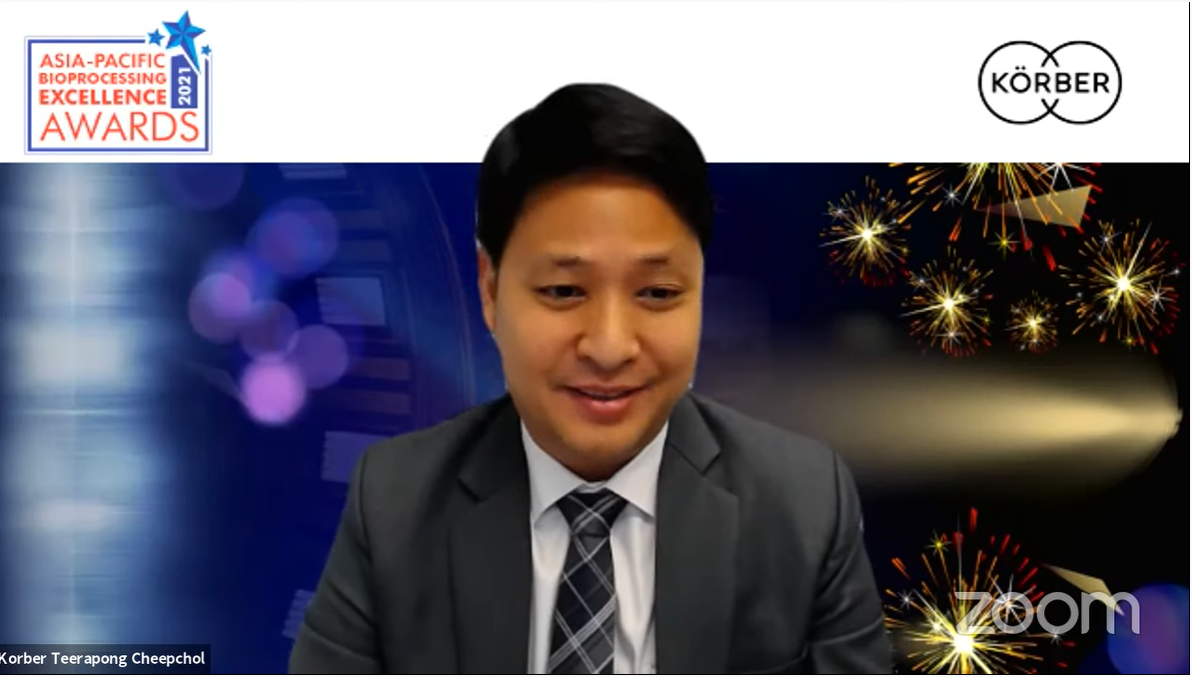 ASIA-PACIFIC
BIOPROCESSING
EXCELLENCE
2021
AWARDS
KÖRBER
zoom
Korber Teerapong Cheepchol